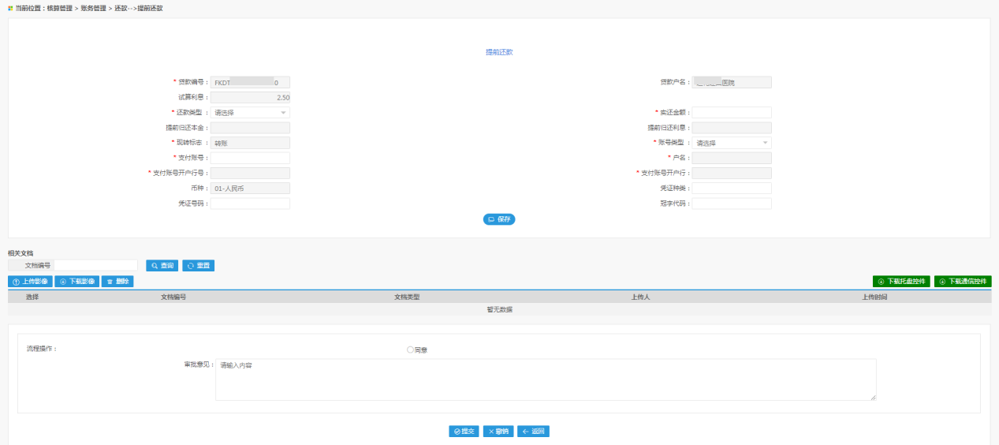 当前位置：核算管理 > 账务管理 > 还款-->提前还款
提前还款
* 贷款编号： FKDT 0 贷款户名： 医院
试算利息： 2.50
* 还款类型 ： 请选择 * 实还金额：
提前归还本金： 提前归还利息：
* 现转标志 ： 转账 * 账号类型 ： 请选择
* 支付账号： * 户名：
* 支付账号开户行号： * 支付账号开户行：
币种： 01-人民币 凭证种类：
凭证号码： 冠字代码：
保存
相关文档
文档编号 查询 重置
上传影像 下载影像 删除 下载托盘控件 下载通信控件
选择 文档编号 文档类型 上传人 上传时间
暂无数据
流程操作： 同意
审批意见： 请输入内容
提交 撤销 返回